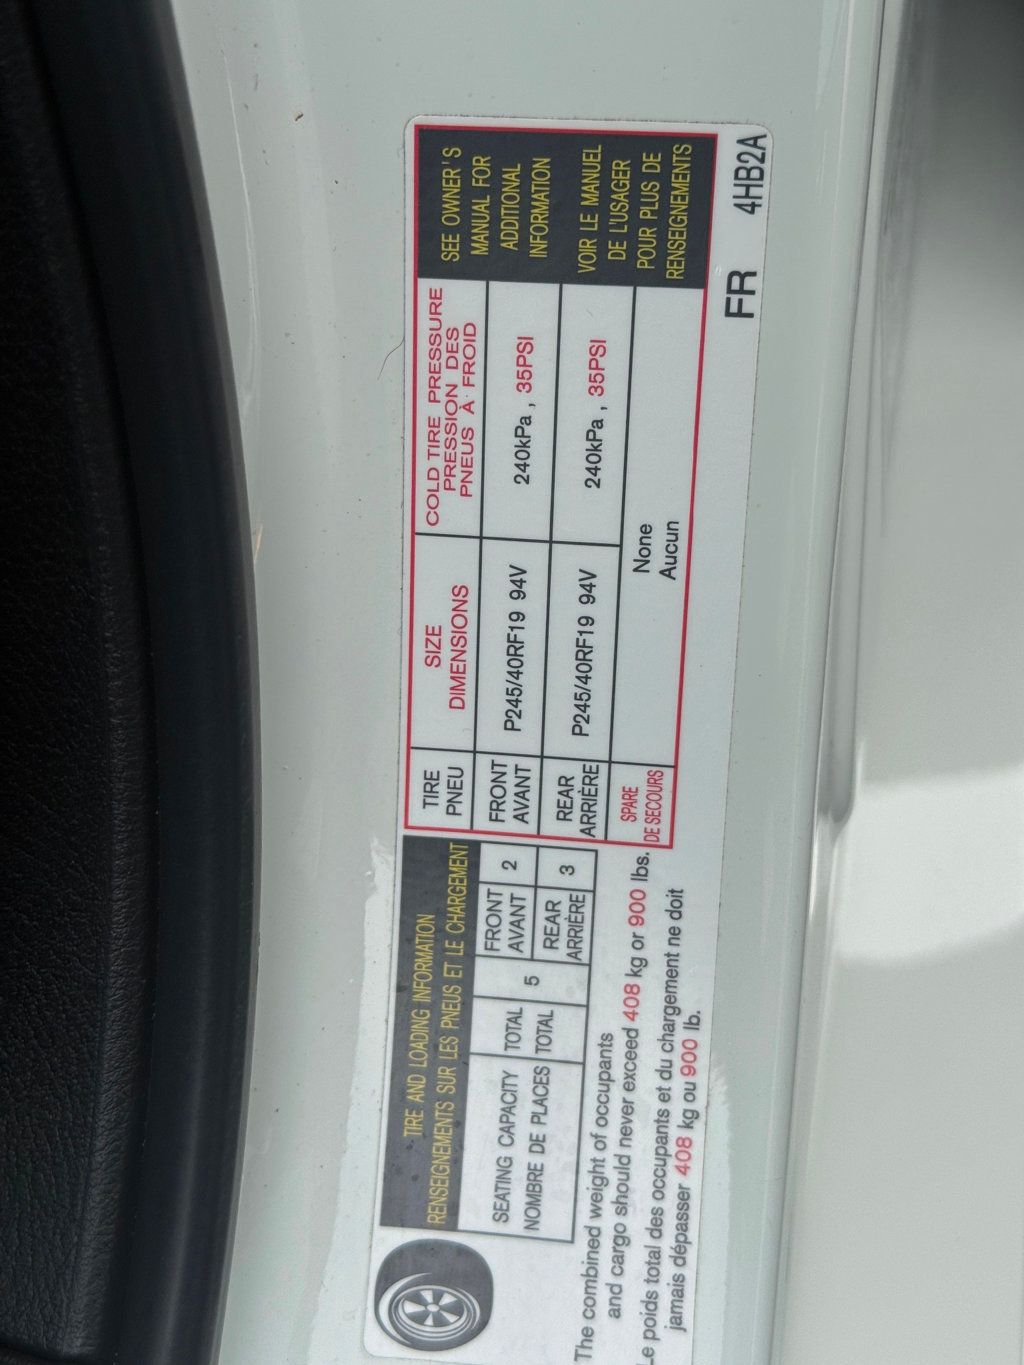 TIRE AND LOADING INFORMATION
RENSEIGNEMENTS SUR LES PNEUS ET LE CHARGEMENT
SEATING CAPACITY
NOMBRE DE PLACES
TOTAL
TOTAL
5
FRONT
AVANT
2
REAR
ARRIÈRE
3
The combined weight of occupants
and cargo should never exceed 408 kg or 900 lbs.
Le poids total des occupants et du chargement ne doit
jamais dépasser 408 kg ou 900 lb.
TIRE
PNEU
SIZE
DIMENSIONS
COLD TIRE PRESSURE
PRESSION DES
PNEUS À FROID
FRONT
AVANT
P245/40RF19 94V
240kPa , 35PSI
REAR
ARRIÈRE
P245/40RF19 94V
240kPa , 35PSI
SPARE
DE SECOURS
None
Aucun
SEE OWNER'S
MANUAL FOR
ADDITIONAL
INFORMATION
VOIR LE MANUEL
DE L'USAGER
POUR PLUS DE
RENSEIGNEMENTS
FR 4HB2A